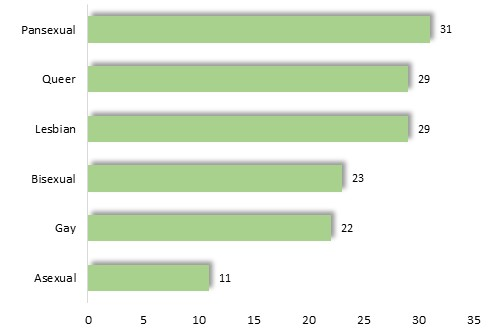 Pansexual 31
Queer 29
Lesbian 29
Bisexual 23
Gay 22
Asexual 11
0 5 10 15 20 25 30 35